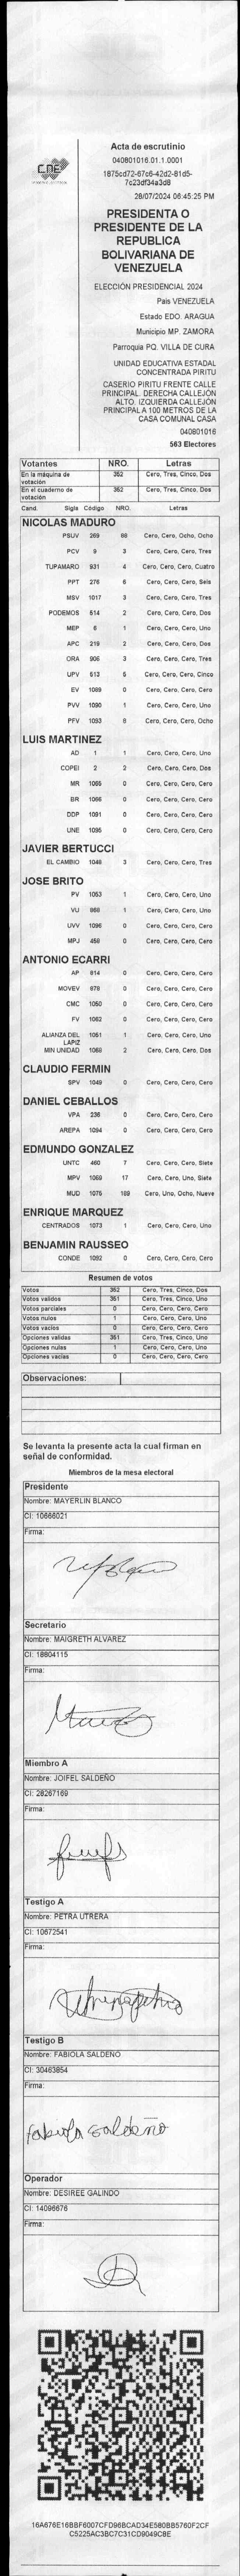 CNE
Acta de escrutinio
040801016.01.1.0001
1875cd72-67c6-42d2-81d5-
7c23df34a3d8
28/07/2024 06:45:25 PM
PRESIDENTA O
PRESIDENTE DE LA
REPUBLICA
BOLIVARIANA DE
VENEZUELA
ELECCIÓN PRESIDENCIAL 2024
Pais VENEZUELA
Estado EDO. ARAGUA
Municipio MP. ZAMORA
Parroquia PQ. VILLA DE CURA
UNIDAD EDUCATIVA ESTADAL
CONCENTRADA PIRITU
CASERIO PIRITU FRENTE CALLE
PRINCIPAL. DERECHA CALLEJÓN
ALTO. IZQUIERDA CALLEJÓN
PRINCIPAL A 100 METROS DE LA
CASA COMUNAL CASA
040801016
563 Electores
Votantes NRO. Letras
En la máquina de votación 352 Cero, Tres, Cinco, Dos
En el cuaderno de votación 352 Cero, Tres, Cinco, Dos
Cand. Sigla Código NRO. Letras
NICOLAS MADURO
PSUV 269 88 Cero, Cero, Ocho, Ocho
PCV 9 3 Cero, Cero, Cero, Tres
TUPAMARO 931 4 Cero, Cero, Cero, Cuatro
PPT 276 6 Cero, Cero, Cero, Seis
MSV 1017 3 Cero, Cero, Cero, Tres
PODEMOS 514 2 Cero, Cero, Cero, Dos
MEP 6 1 Cero, Cero, Cero, Uno
APC 219 2 Cero, Cero, Cero, Dos
ORA 906 3 Cero, Cero, Cero, Tres
UPV 513 5 Cero, Cero, Cero, Cinco
EV 1089 0 Cero, Cero, Cero, Cero
PVV 1090 1 Cero, Cero, Cero, Uno
PFV 1093 8 Cero, Cero, Cero, Ocho
LUIS MARTINEZ
AD 1 1 Cero, Cero, Cero, Uno
COPEI 2 2 Cero, Cero, Cero, Dos
MR 1065 0 Cero, Cero, Cero, Cero
BR 1066 0 Cero, Cero, Cero, Cero
DDP 1091 0 Cero, Cero, Cero, Cero
UNE 1095 0 Cero, Cero, Cero, Cero
JAVIER BERTUCCI
EL CAMBIO 1048 3 Cero, Cero, Cero, Tres
JOSE BRITO
PV 1053 1 Cero, Cero, Cero, Uno
VU 868 1 Cero, Cero, Cero, Uno
UVV 1096 0 Cero, Cero, Cero, Cero
MPJ 458 0 Cero, Cero, Cero, Cero
ANTONIO ECARRI
AP 814 0 Cero, Cero, Cero, Cero
MOVEV 978 0 Cero, Cero, Cero, Cero
CMC 1050 0 Cero, Cero, Cero, Cero
FV 1062 0 Cero, Cero, Cero, Cero
ALIANZA DEL LAPIZ 1051 1 Cero, Cero, Cero, Uno
MIN UNIDAD 1068 2 Cero, Cero, Cero, Dos
CLAUDIO FERMIN
SPV 1049 0 Cero, Cero, Cero, Cero
DANIEL CEBALLOS
VPA 236 0 Cero, Cero, Cero, Cero
AREPA 1094 0 Cero, Cero, Cero, Cero
EDMUNDO GONZALEZ
UNTC 460 7 Cero, Cero, Cero, Siete
MPV 1069 17 Cero, Cero, Uno, Siete
MUD 1075 189 Cero, Uno, Ocho, Nueve
ENRIQUE MARQUEZ
CENTRADOS 1073 1 Cero, Cero, Cero, Uno
BENJAMIN RAUSSEO
CONDE 1092 0 Cero, Cero, Cero, Cero
Resumen de votos
Votos 352 Cero, Tres, Cinco, Dos
Votos validos 351 Cero, Tres, Cinco, Uno
Votos parciales 0 Cero, Cero, Cero, Cero
Votos nulos 1 Cero, Cero, Cero, Uno
Votos vacios 0 Cero, Cero, Cero, Cero
Opciones validas 351 Cero, Tres, Cinco, Uno
Opciones nulas 1 Cero, Cero, Cero, Uno
Opciones vacias 0 Cero, Cero, Cero, Cero
Observaciones:
Se levanta la presente acta la cual firman en
señal de conformidad.
Miembros de la mesa electoral
Presidente
Nombre: MAYERLIN BLANCO
CI: 10666021
Firma:
Secretario
Nombre: MAIGRETH ALVAREZ
CI: 18804115
Firma:
Miembro A
Nombre: JOIFEL SALDEÑO
CI: 28267169
Firma:
Testigo A
Nombre: PETRA UTRERA
CI: 10672541
Firma:
Testigo B
Nombre: FABIOLA SALDEÑO
CI: 30463854
Firma:
fabiola saldeño
Operador
Nombre: DESIREE GALINDO
CI: 14096676
Firma:
16A676E16BBF6007CFD96BCAD34E580BB5760F2CF
C5225AC3BC7C31CD9049C8E